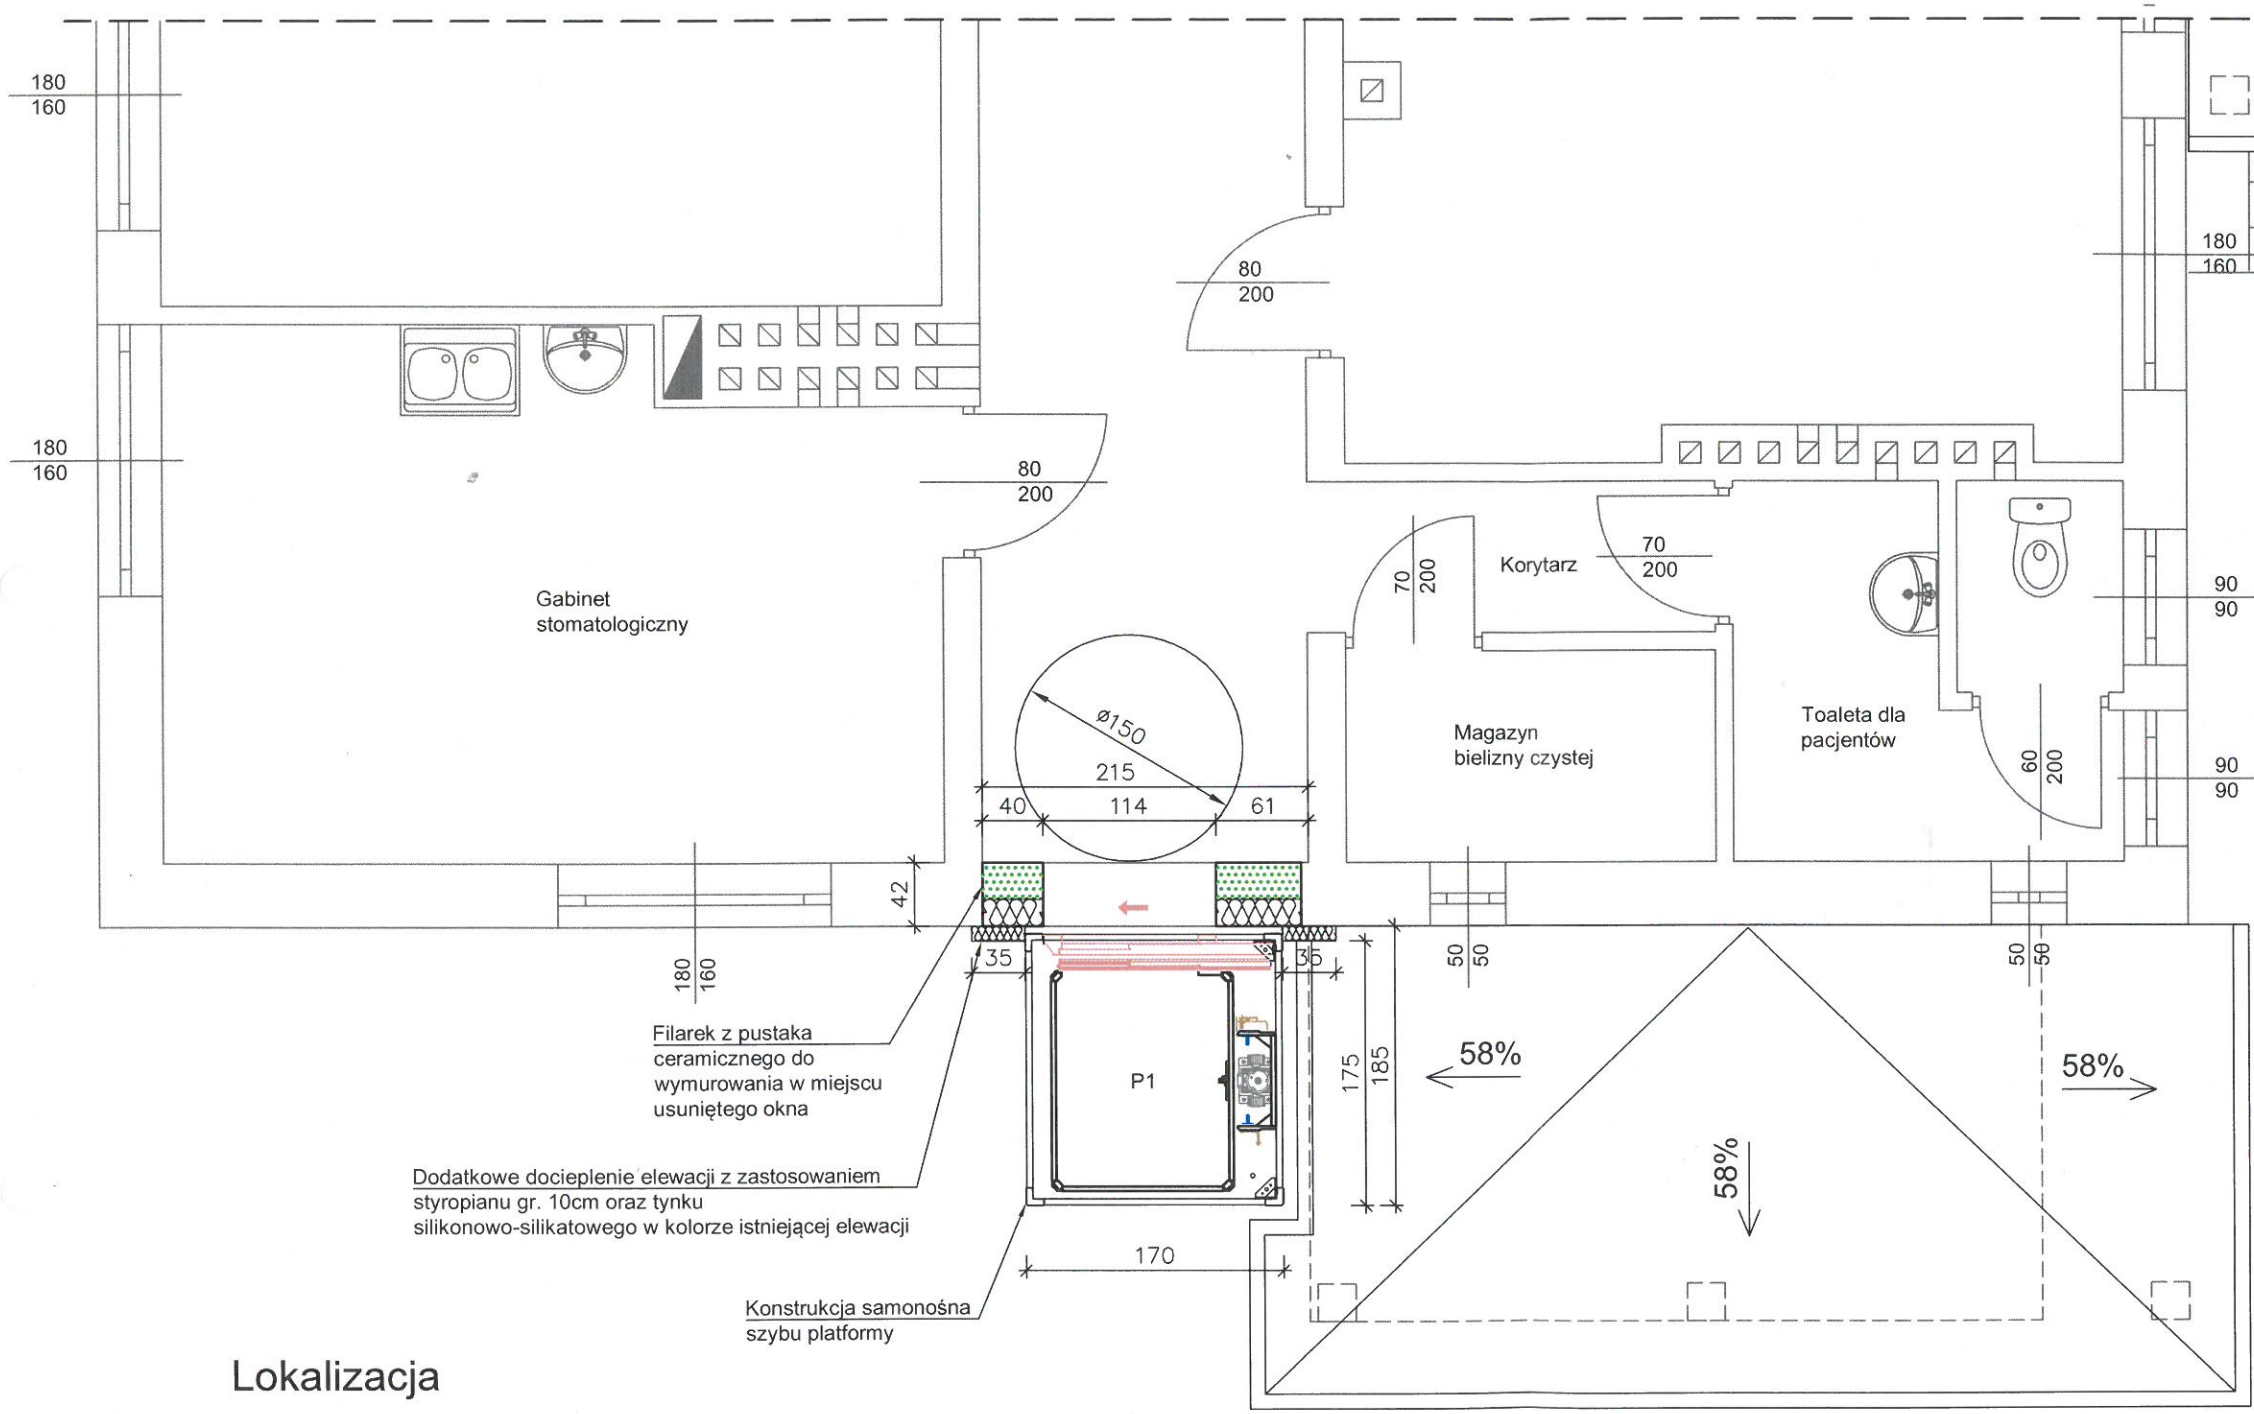 180
160
180
160
80
200
180
160
80
200
Gabinet
stomatologiczny
70
200
Korytarz
70
200
90
90
ø150
215
40
114
61
Magazyn
bielizny czystej
Toaleta dla
pacjentów
60
200
90
90
42
180
160
35
35
50
50
50
50
Filarek z pustaka
ceramicznego do
wymurowania w miejscu
usuniętego okna
P1
175
185
58%
58%
58%
Dodatkowe docieplenie elewacji z zastosowaniem
styropianu gr. 10cm oraz tynku
silikonowo-silikatowego w kolorze istniejącej elewacji
170
Konstrukcja samonośna
szybu platformy
Lokalizacja